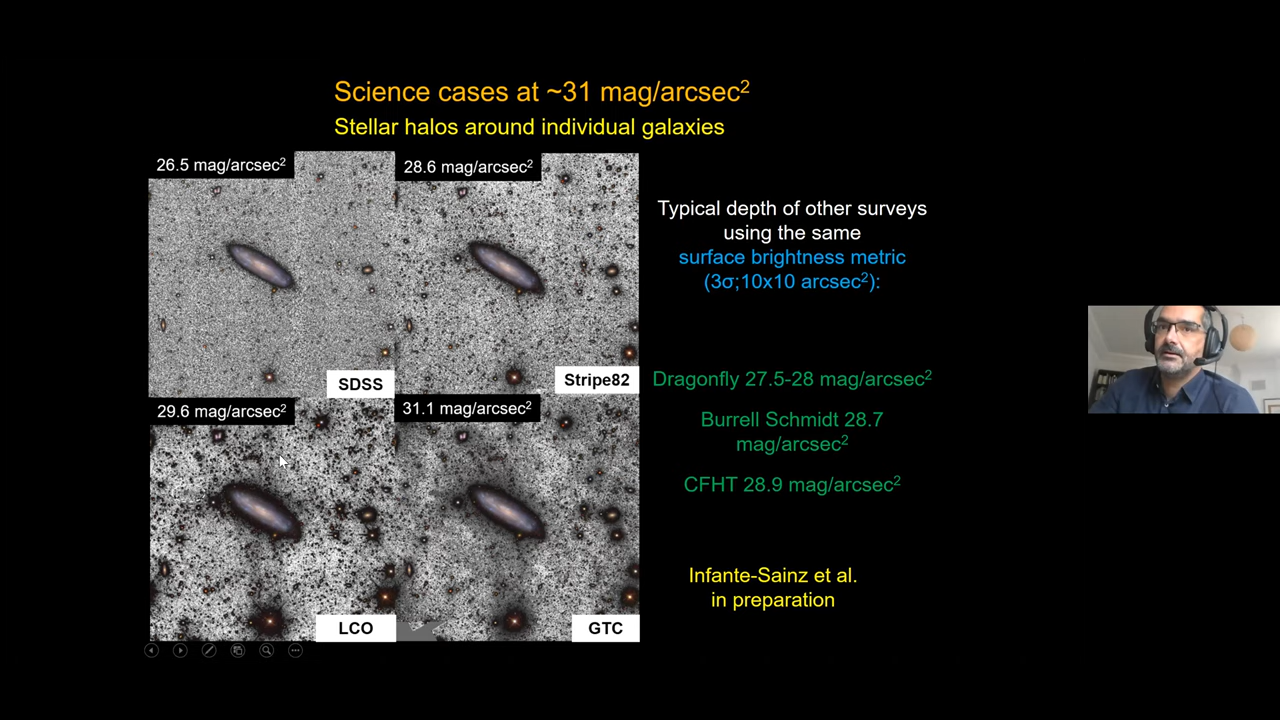 Science cases at ~31 mag/arcsec²
Stellar halos around individual galaxies
26.5 mag/arcsec²
28.6 mag/arcsec²
SDSS
Stripe82
29.6 mag/arcsec²
31.1 mag/arcsec²
LCO
GTC
Typical depth of other surveys
using the same
surface brightness metric
(3σ;10x10 arcsec²):
Dragonfly 27.5-28 mag/arcsec²
Burrell Schmidt 28.7
mag/arcsec²
CFHT 28.9 mag/arcsec²
Infante-Sainz et al.
in preparation